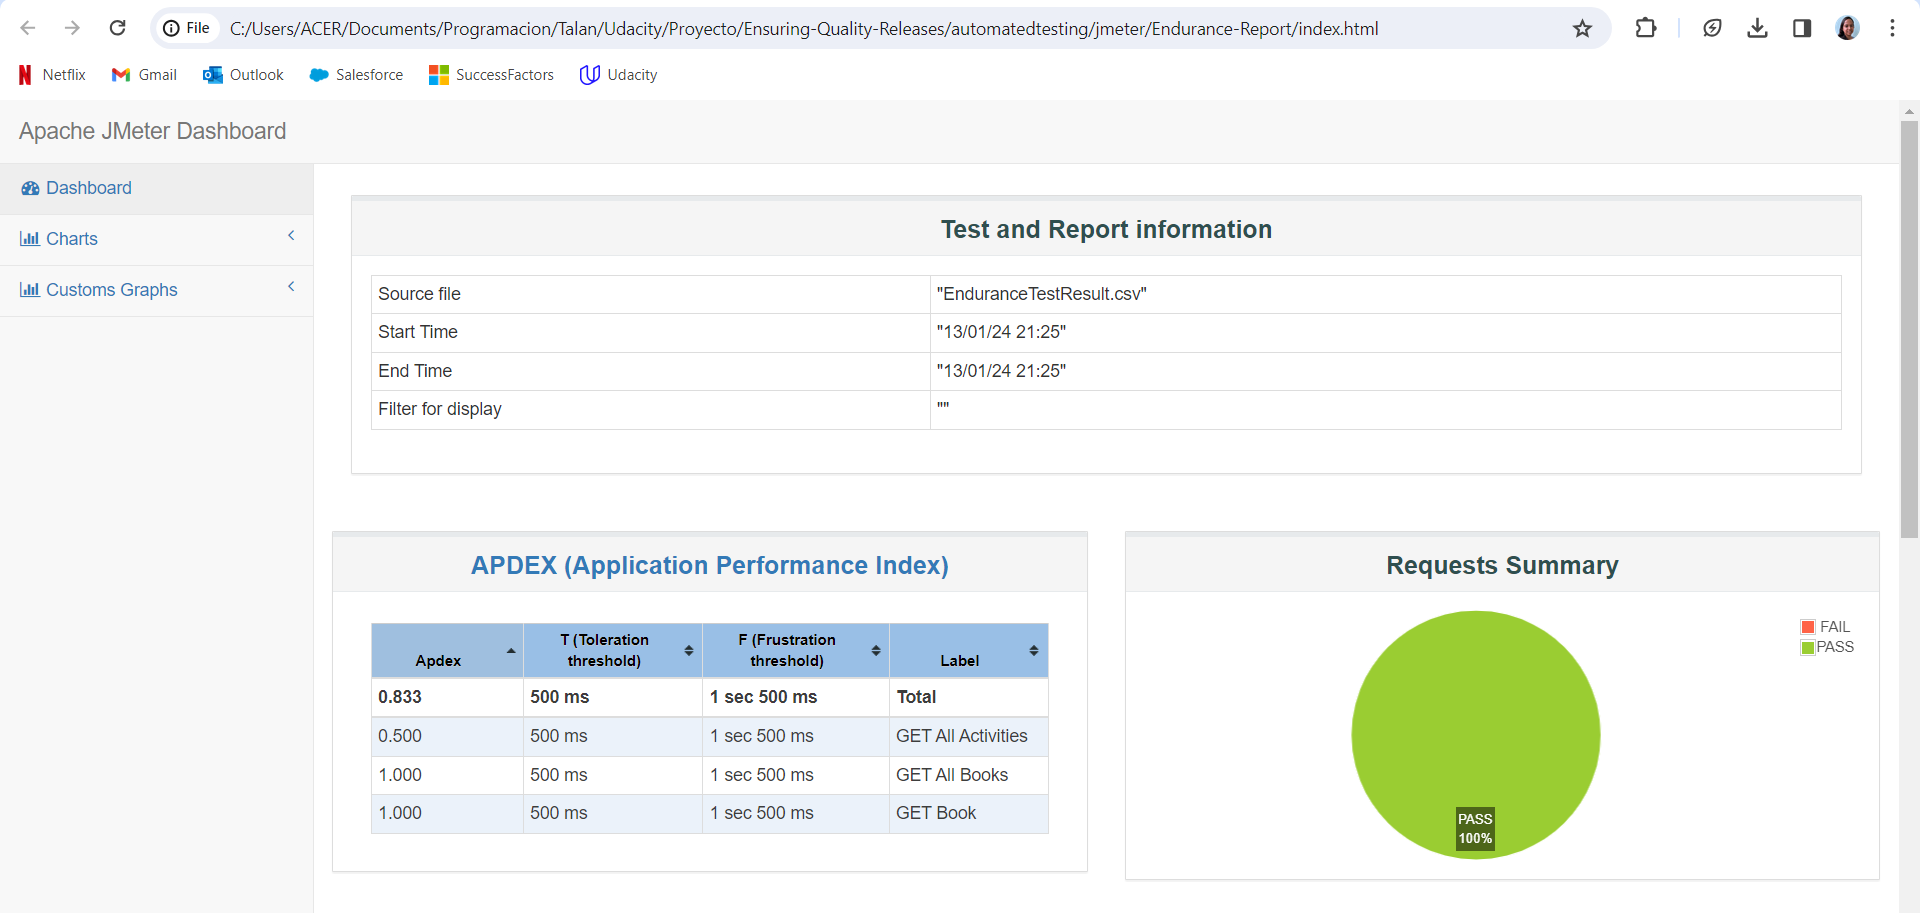 File
C:/Users/ACER/Documents/Programacion/Talan/Udacity/Proyecto/Ensuring-Quality-Releases/automatedtesting/jmeter/Endurance-Report/index.html
Netflix Gmail Outlook Salesforce SuccessFactors Udacity
Apache JMeter Dashboard
Dashboard
Charts
Customs Graphs
Test and Report information
Source file "EnduranceTestResult.csv"
Start Time "13/01/24 21:25"
End Time "13/01/24 21:25"
Filter for display ""
APDEX (Application Performance Index)
Apdex T (Toleration threshold) F (Frustration threshold) Label
0.833 500 ms 1 sec 500 ms Total
0.500 500 ms 1 sec 500 ms GET All Activities
1.000 500 ms 1 sec 500 ms GET All Books
1.000 500 ms 1 sec 500 ms GET Book
Requests Summary
FAIL
PASS
PASS
100%